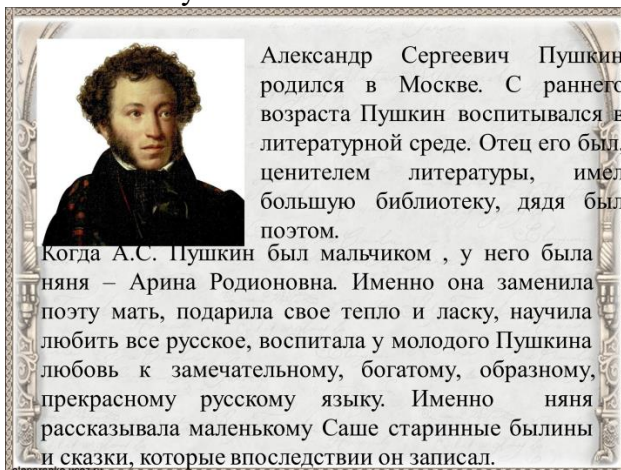 Александр Сергеевич Пушкин
родился в Москве. С раннего
возраста Пушкин воспитывался в
литературной среде. Отец его был
ценителем литературы, имел
большую библиотеку, дядя был
поэтом.
Когда А.С. Пушкин был мальчиком , у него была
няня – Арина Родионовна. Именно она заменила
поэту мать, подарила свое тепло и ласку, научила
любить все русское, воспитала у молодого Пушкина
любовь к замечательному, богатому, образному,
прекрасному русскому языку. Именно няня
рассказывала маленькому Саше старинные былины
и сказки, которые впоследствии он записал.